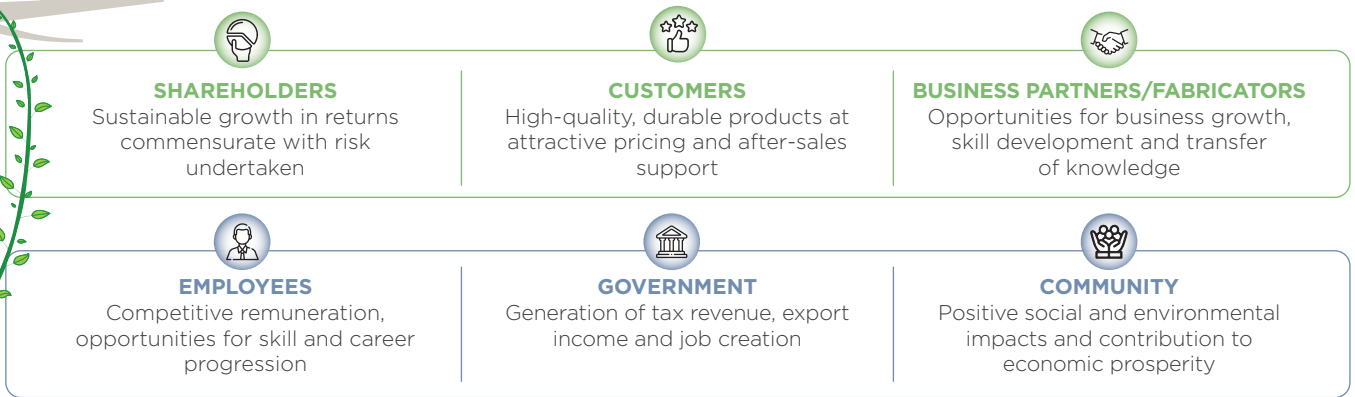 SHAREHOLDERS
Sustainable growth in returns
commensurate with risk
undertaken
CUSTOMERS
High-quality, durable products at
attractive pricing and after-sales
support
BUSINESS PARTNERS/FABRICATORS
Opportunities for business growth,
skill development and transfer
of knowledge
EMPLOYEES
Competitive remuneration,
opportunities for skill and career
progression
GOVERNMENT
Generation of tax revenue, export
income and job creation
COMMUNITY
Positive social and environmental
impacts and contribution to
economic prosperity